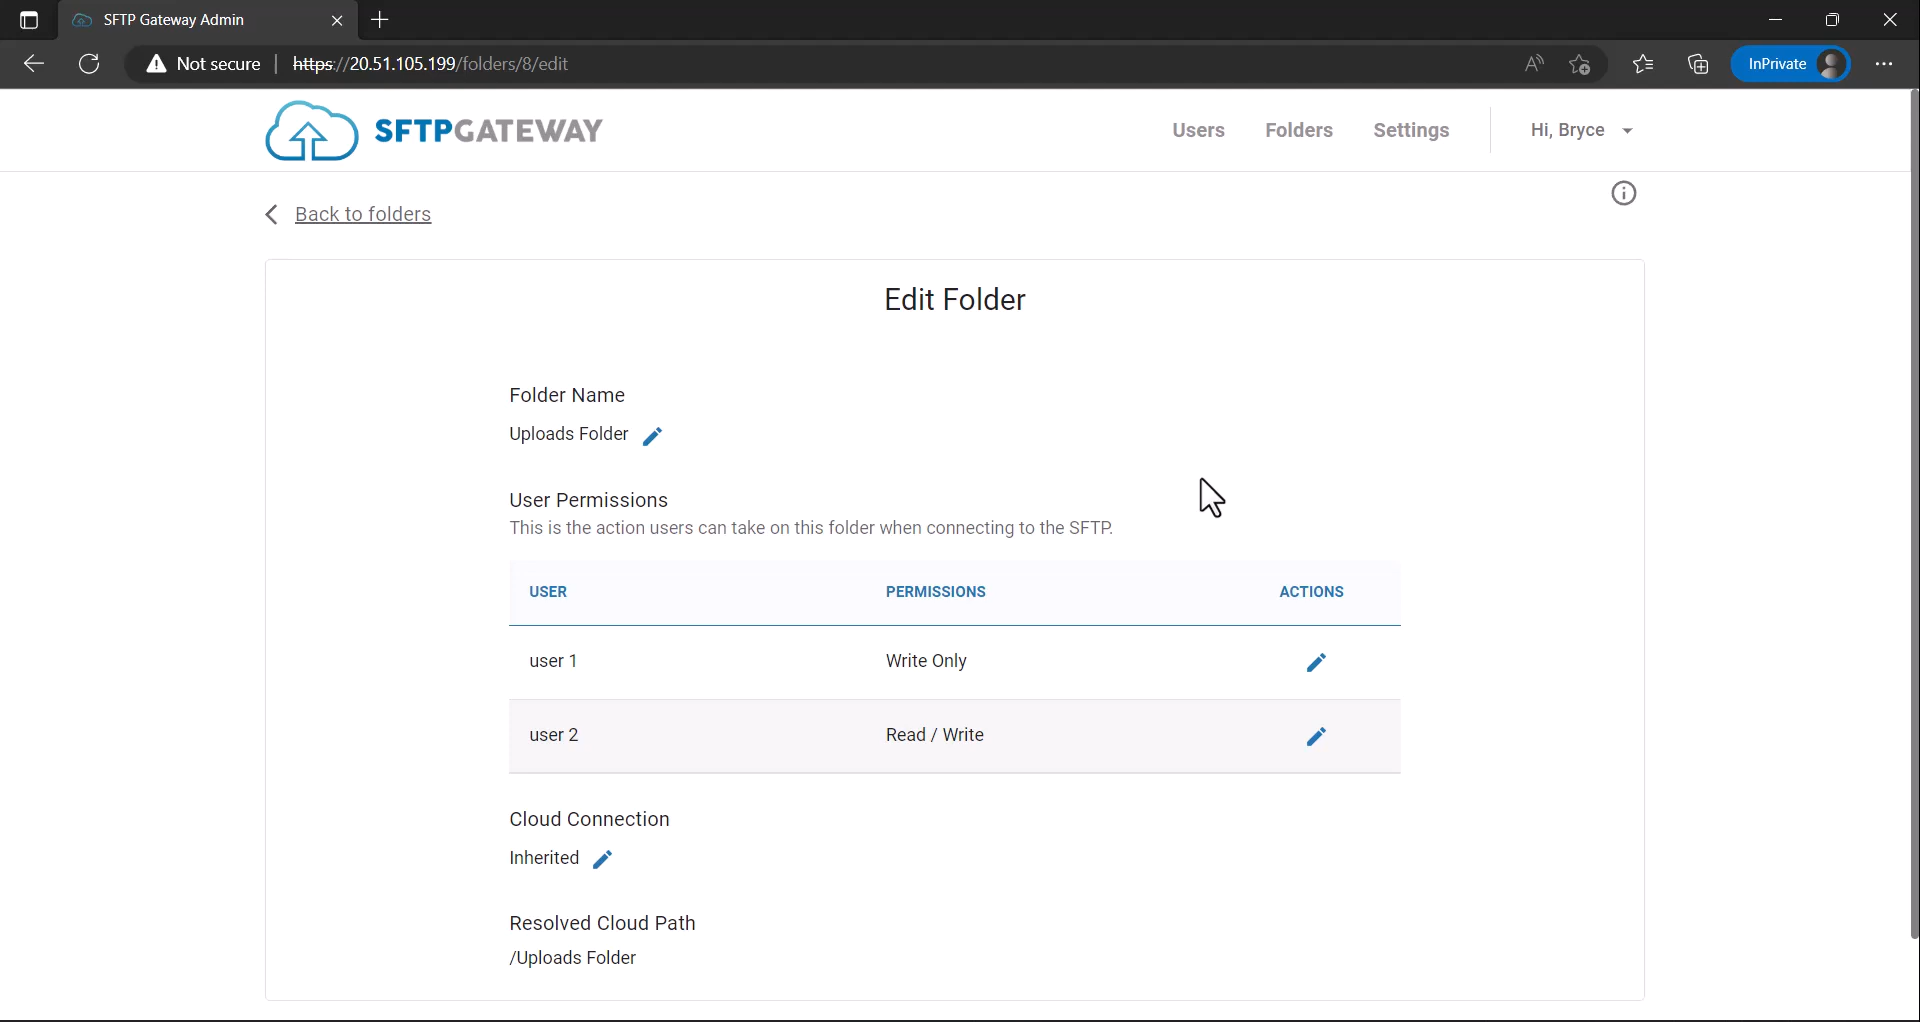 SFTP Gateway Admin
Not secure https://20.51.105.199/folders/8/edit
InPrivate
SFTPGATEWAY
Users
Folders
Settings
Hi, Bryce
Back to folders
Edit Folder
Folder Name
Uploads Folder
User Permissions
This is the action users can take on this folder when connecting to the SFTP.
USER PERMISSIONS ACTIONS
user 1 Write Only
user 2 Read / Write
Cloud Connection
Inherited
Resolved Cloud Path
/Uploads Folder